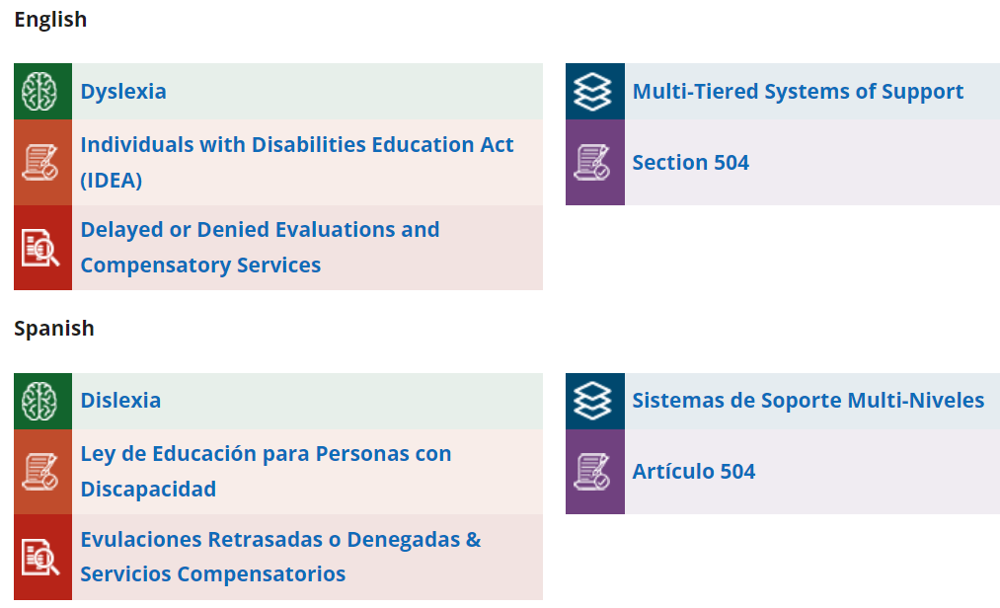 English
Dyslexia
Individuals with Disabilities Education Act
(IDEA)
Delayed or Denied Evaluations and
Compensatory Services
Multi-Tiered Systems of Support
Section 504
Spanish
Dislexia
Ley de Educación para Personas con
Discapacidad
Evulaciones Retrasadas o Denegadas &
Servicios Compensatorios
Sistemas de Soporte Multi-Niveles
Artículo 504